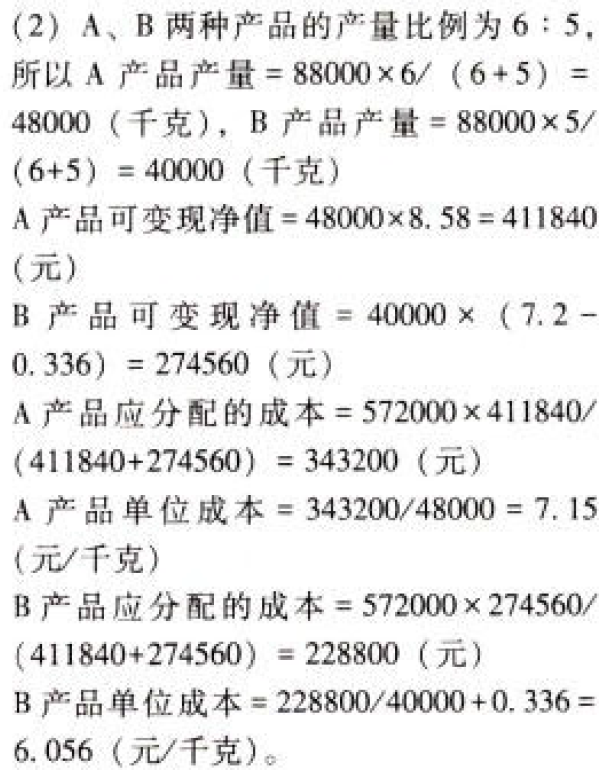 (2) A、B 两种产品的产量比例为 6:5,
所以 A 产品产量 = 88000×6/ (6+5) =
48000 (千克), B 产品产量 = 88000×5/
(6+5) = 40000 (千克)
A 产品可变现净值 = 48000×8.58 = 411840
(元)
B 产品可变现净值 = 40000 × (7.2 -
0.336) = 274560 (元)
A 产品应分配的成本 = 572000×411840/
(411840+274560) = 343200 (元)
A 产品单位成本 = 343200/48000 = 7.15
(元/千克)
B 产品应分配的成本 = 572000×274560/
(411840+274560) = 228800 (元)
B 产品单位成本 = 228800/40000+0.336 =
6.056 (元/千克)。